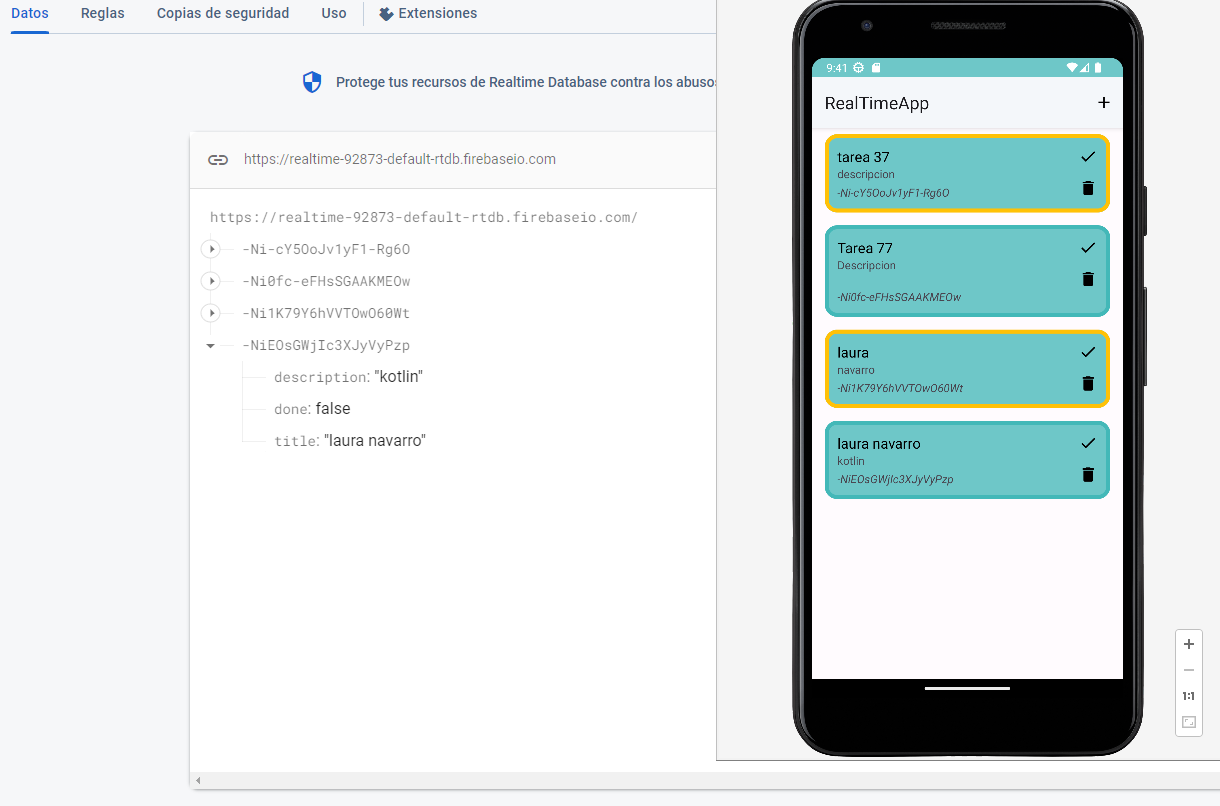 Datos
Reglas
Copias de seguridad
Uso
Extensiones
Protege tus recursos de Realtime Database contra los abuso
https://realtime-92873-default-rtdb.firebaseio.com
https://realtime-92873-default-rtdb.firebaseio.com/
-Ni-cY5OoJv1yF1-Rg6O
-Ni0fc-eFHsSGAAKMEOw
-Ni1K79Y6hVVTOwO60Wt
-NiEOsGWjIc3XJyVyPzp
description: "kotlin"
done: false
title: "laura navarro"
9:41
RealTimeApp
+
tarea 37
descripcion
-Ni-cY5OoJv1yF1-Rg6O
Tarea 77
Descripcion
-Ni0fc-eFHsSGAAKMEOw
laura
navarro
-Ni1K79Y6hVVTOwO60Wt
laura navarro
kotlin
-NiEOsGWjIc3XJyVyPzp
+
−
1:1